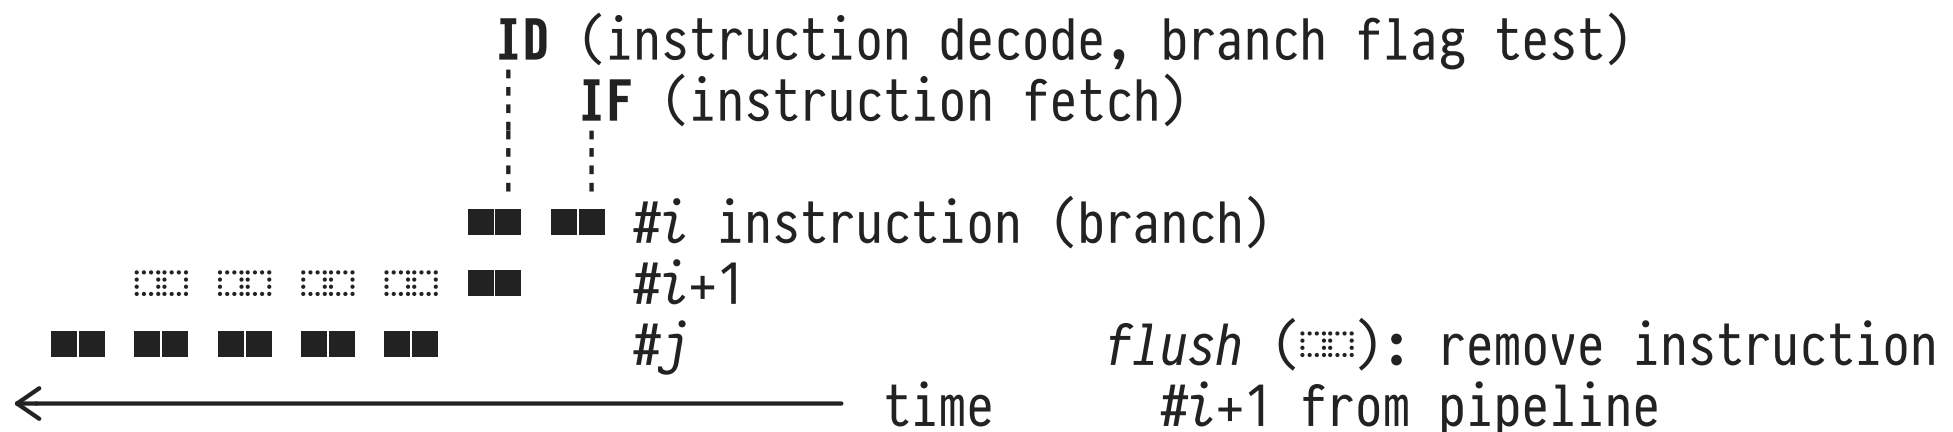 ID (instruction decode, branch flag test)
IF (instruction fetch)
#i instruction (branch)
#i+1
#j flush (): remove instruction
time #i+1 from pipeline